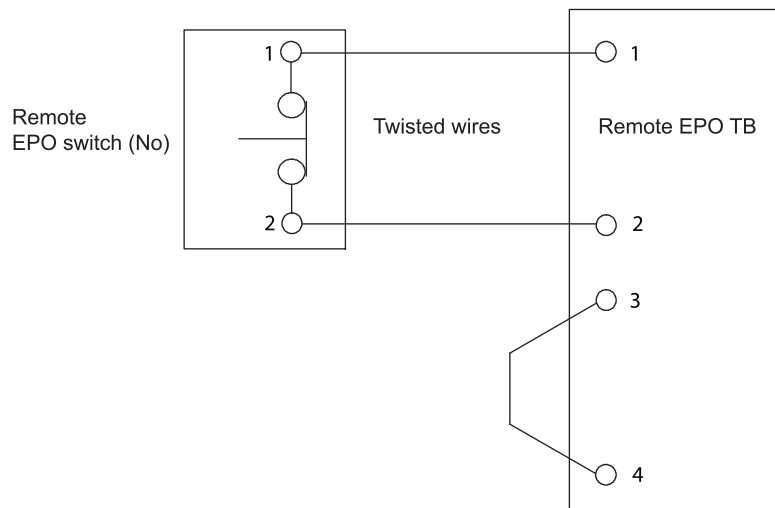 1
1
Remote
EPO switch (No)
Twisted wires
Remote EPO TB
2
2
3
4